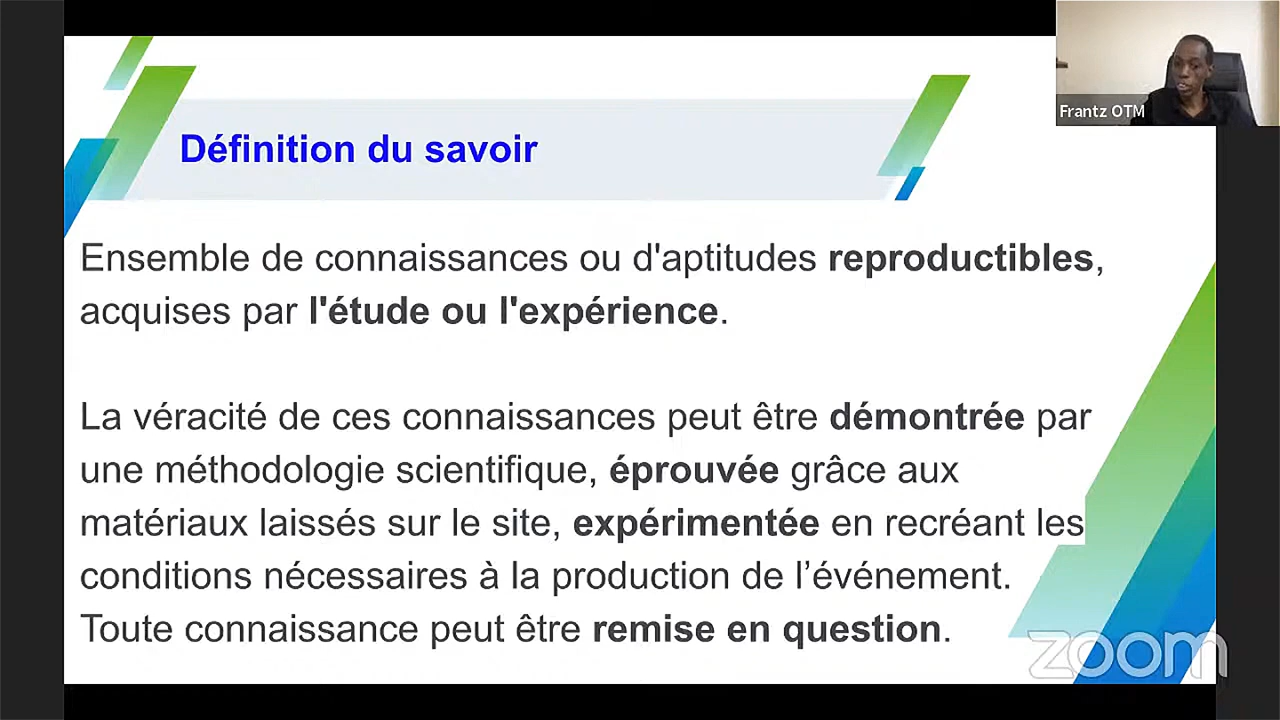 Frantz OTM
Définition du savoir
Ensemble de connaissances ou d'aptitudes reproductibles,
acquises par l'étude ou l'expérience.
La véracité de ces connaissances peut être démontrée par
une méthodologie scientifique, éprouvée grâce aux
matériaux laissés sur le site, expérimentée en recréant les
conditions nécessaires à la production de l’événement.
Toute connaissance peut être remise en question.
zoom